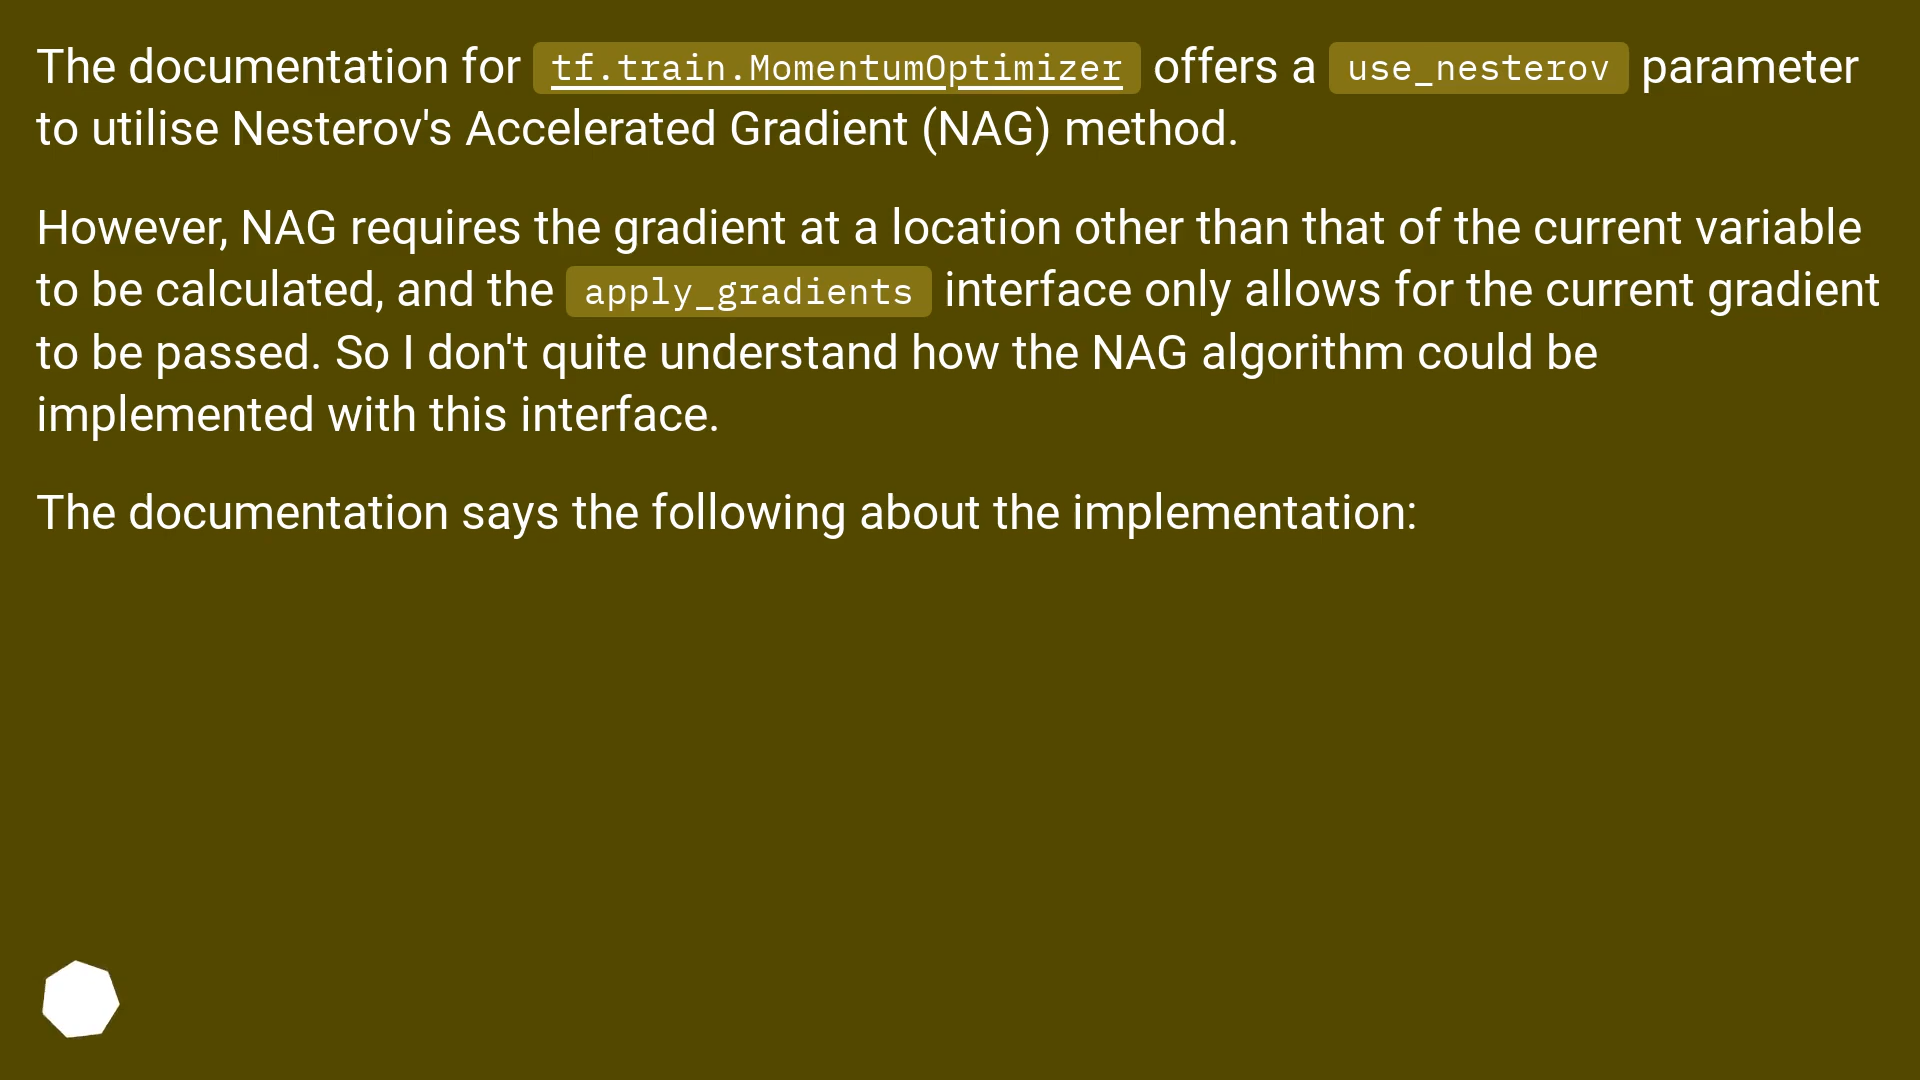 The documentation for tf.train.MomentumOptimizer offers a use_nesterov parameter
to utilise Nesterov's Accelerated Gradient (NAG) method.
However, NAG requires the gradient at a location other than that of the current variable
to be calculated, and the apply_gradients interface only allows for the current gradient
to be passed. So I don't quite understand how the NAG algorithm could be
implemented with this interface.
The documentation says the following about the implementation: